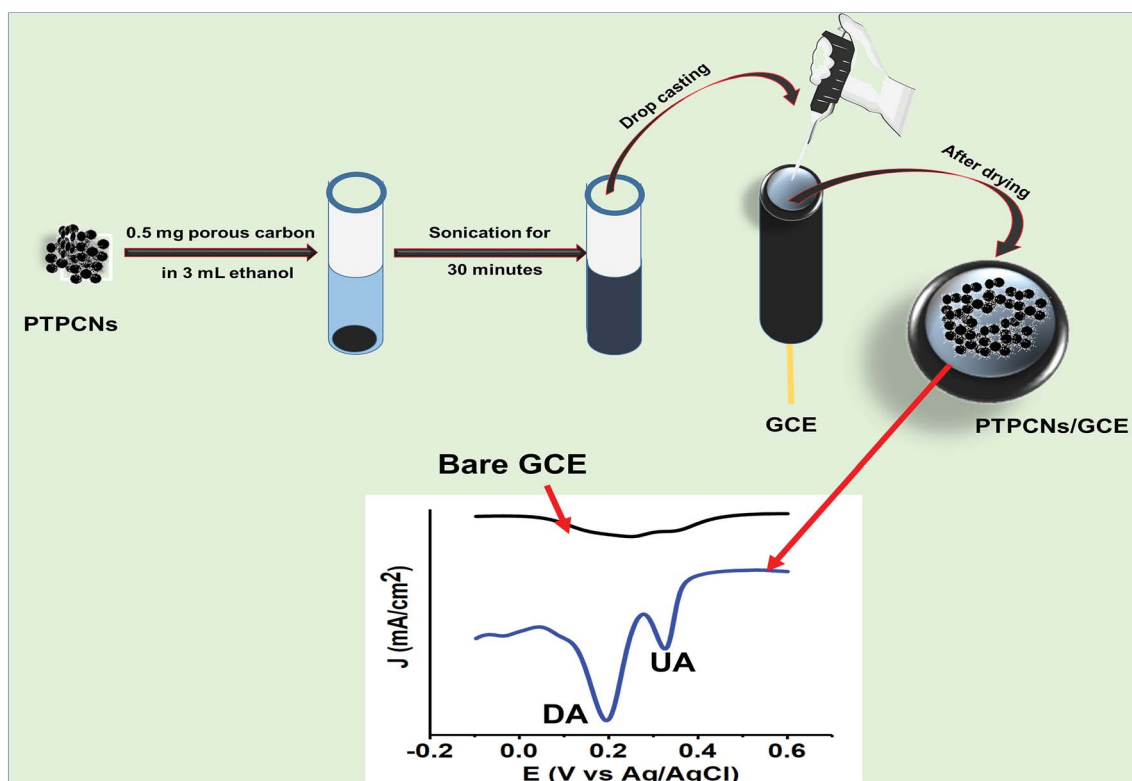 Drop casting
After drying
0.5 mg porous carbon
in 3 mL ethanol
Sonication for
30 minutes
PTPCNs
GCE
PTPCNs/GCE
Bare GCE
J (mA/cm²)
UA
DA
-0.2 0.0 0.2 0.4 0.6
E (V vs Ag/AgCl)